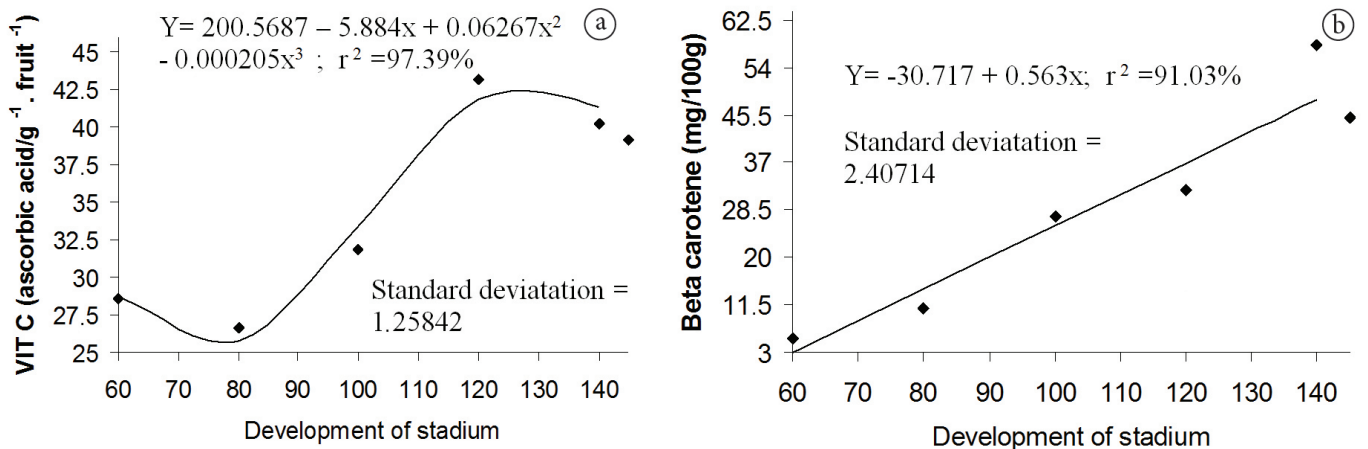 Y= 200.5687 – 5.884x + 0.06267x²
- 0.000205x³ ; r² =97.39%
a
VIT C (ascorbic acid/g⁻¹ . fruit⁻¹)
45
42.5
40
37.5
35
32.5
30
27.5
25
Standard deviatation =
1.25842
60 70 80 90 100 110 120 130 140
Development of stadium
b
Y= -30.717 + 0.563x; r² =91.03%
Standard deviatation =
2.40714
Beta carotene (mg/100g)
62.5
54
45.5
37
28.5
20
11.5
3
60 70 80 90 100 110 120 130 140
Development of stadium